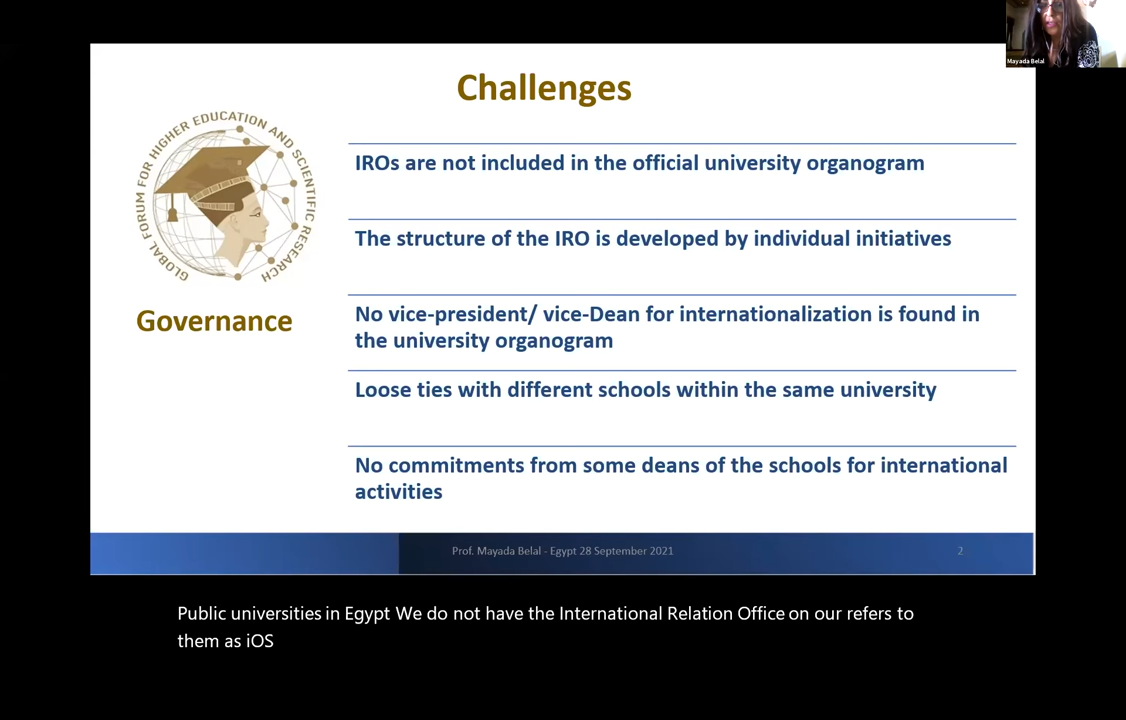 Mayada Belal
Challenges
GLOBAL FORUM FOR HIGHER EDUCATION AND SCIENTIFIC RESEARCH
Governance
IROs are not included in the official university organogram
The structure of the IRO is developed by individual initiatives
No vice-president/ vice-Dean for internationalization is found in
the university organogram
Loose ties with different schools within the same university
No commitments from some deans of the schools for international
activities
Prof. Mayada Belal - Egypt 28 September 2021
2
Public universities in Egypt We do not have the International Relation Office on our refers to
them as iOS